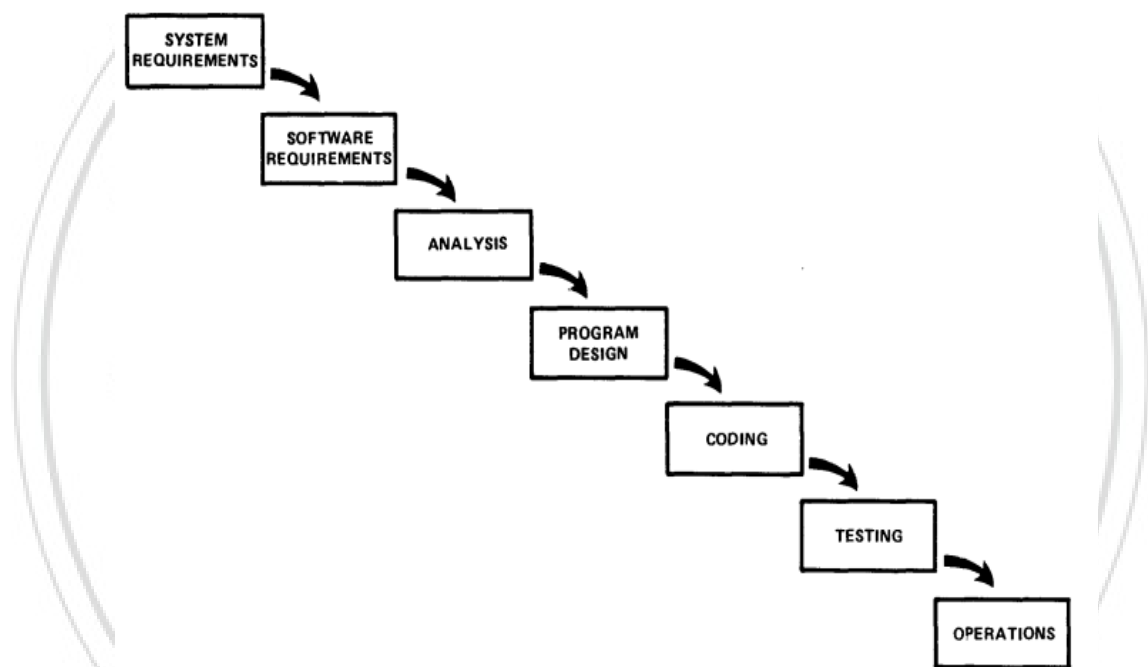 SYSTEM
REQUIREMENTS
SOFTWARE
REQUIREMENTS
ANALYSIS
PROGRAM
DESIGN
CODING
TESTING
OPERATIONS